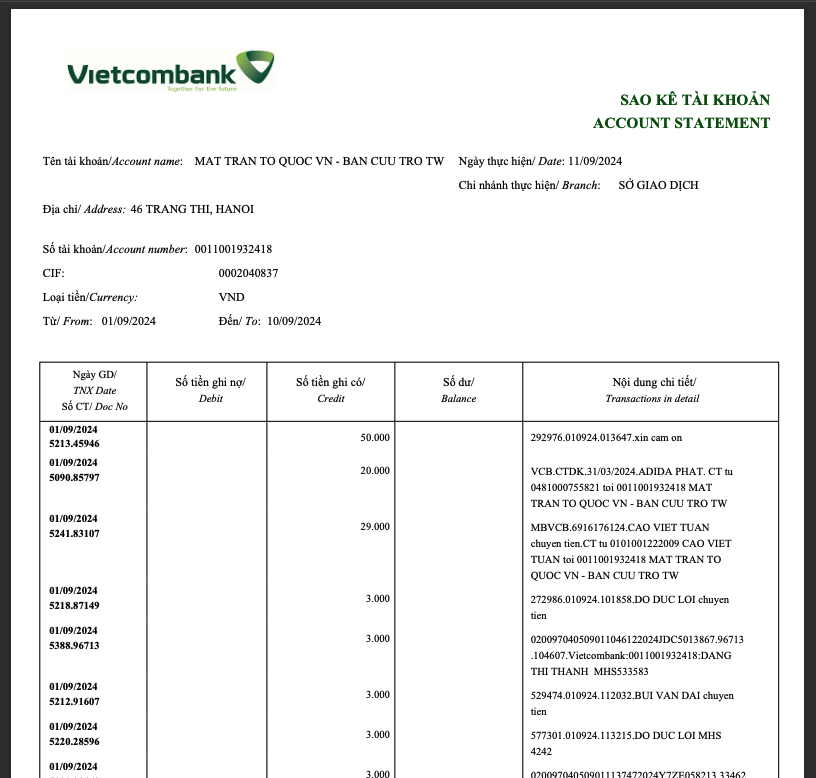 Vietcombank
Together for the future
SAO KÊ TÀI KHOẢN
ACCOUNT STATEMENT
Tên tài khoản/Account name: MAT TRAN TO QUOC VN - BAN CUU TRO TW Ngày thực hiện/ Date: 11/09/2024
Chi nhánh thực hiện/ Branch: SỞ GIAO DỊCH
Địa chỉ/ Address: 46 TRANG THI, HANOI
Số tài khoản/Account number: 0011001932418
CIF: 0002040837
Loại tiền/Currency: VND
Từ/ From: 01/09/2024 Đến/ To: 10/09/2024
Ngày GD/
TNX Date
Số CT/ Doc No
Số tiền ghi nợ/
Debit
Số tiền ghi có/
Credit
Số dư/
Balance
Nội dung chi tiết/
Transactions in detail
01/09/2024
5213.45946
50.000
292976.010924.013647.xin cam on
01/09/2024
5090.85797
20.000
VCB.CTDK.31/03/2024.ADIDA PHAT. CT tu
0481000755821 toi 0011001932418 MAT
TRAN TO QUOC VN - BAN CUU TRO TW
01/09/2024
5241.83107
29.000
MBVCB.6916176124.CAO VIET TUAN
chuyen tien.CT tu 0101001222009 CAO VIET
TUAN toi 0011001932418 MAT TRAN TO
QUOC VN - BAN CUU TRO TW
01/09/2024
5218.87149
3.000
272986.010924.101858.DO DUC LOI chuyen
tien
01/09/2024
5388.96713
3.000
020097040509011046122024JDC5013867.96713
.104607.Vietcombank:0011001932418:DANG
THI THANH MHS533583
01/09/2024
5212.91607
3.000
529474.010924.112032.BUI VAN DAI chuyen
tien
01/09/2024
5220.28596
3.000
577301.010924.113215.DO DUC LOI MHS
4242
01/09/2024
3.000
020097040509011137472024Y7ZE058213.33462